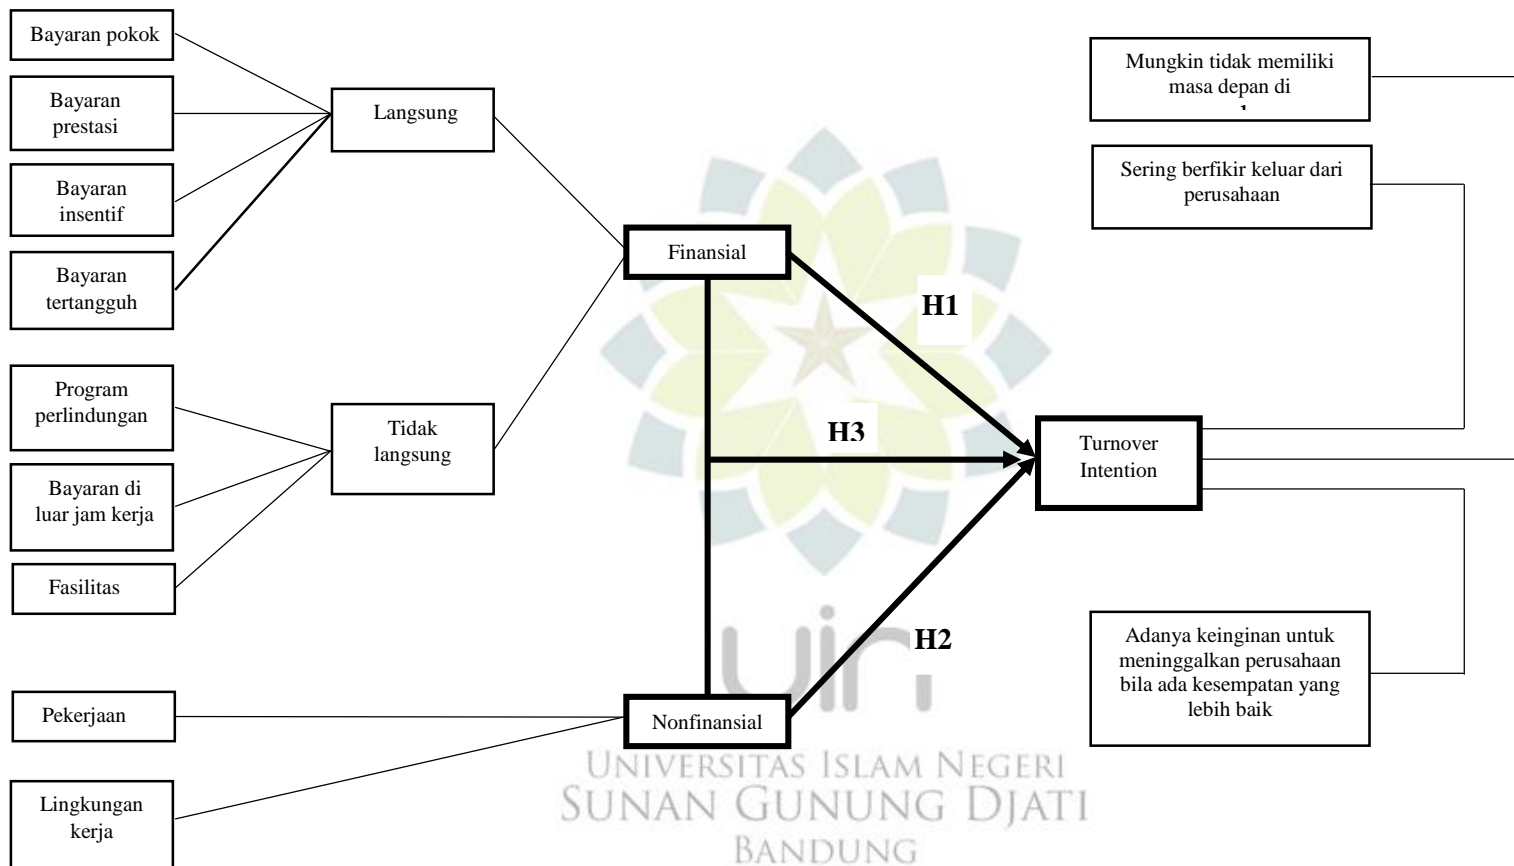 Bayaran pokok
Bayaran
prestasi
Bayaran
insentif
Bayaran
tertangguh
Program
perlindungan
Bayaran di
luar jam kerja
Fasilitas
Pekerjaan
Lingkungan
kerja
Langsung
Tidak
langsung
Finansial
Nonfinansial
H1
H3
H2
Turnover
Intention
Mungkin tidak memiliki
masa depan di
Sering berfikir keluar dari
perusahaan
Adanya keinginan untuk
meninggalkan perusahaan
bila ada kesempatan yang
lebih baik
uin
UNIVERSITAS ISLAM NEGERI
SUNAN GUNUNG DJATI
BANDUNG